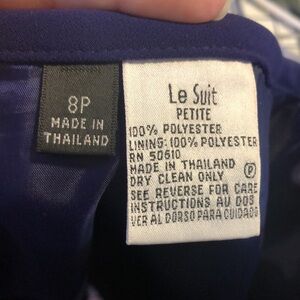 8P
MADE IN
THAILAND
Le Suit
PETITE
100% POLYESTER
LINING: 100% POLYESTER
RN 50610
MADE IN THAILAND
DRY CLEAN ONLY
P
SEE REVERSE FOR CARE
INSTRUCTIONS AU DOS
VER AL DORSO PARA CUIDADO